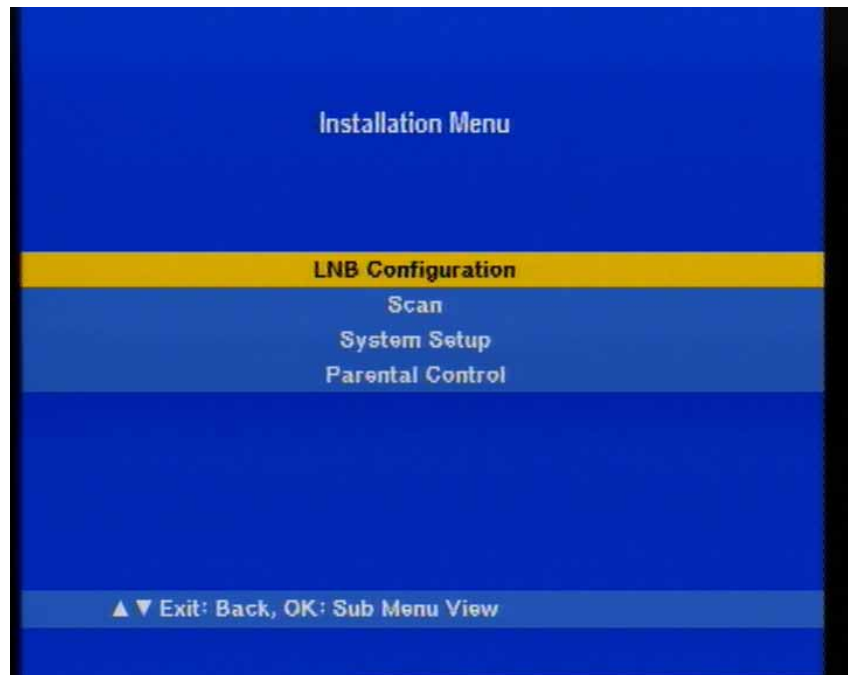 Installation Menu
LNB Configuration
Scan
System Setup
Parental Control
▲▼ Exit: Back, OK: Sub Menu View